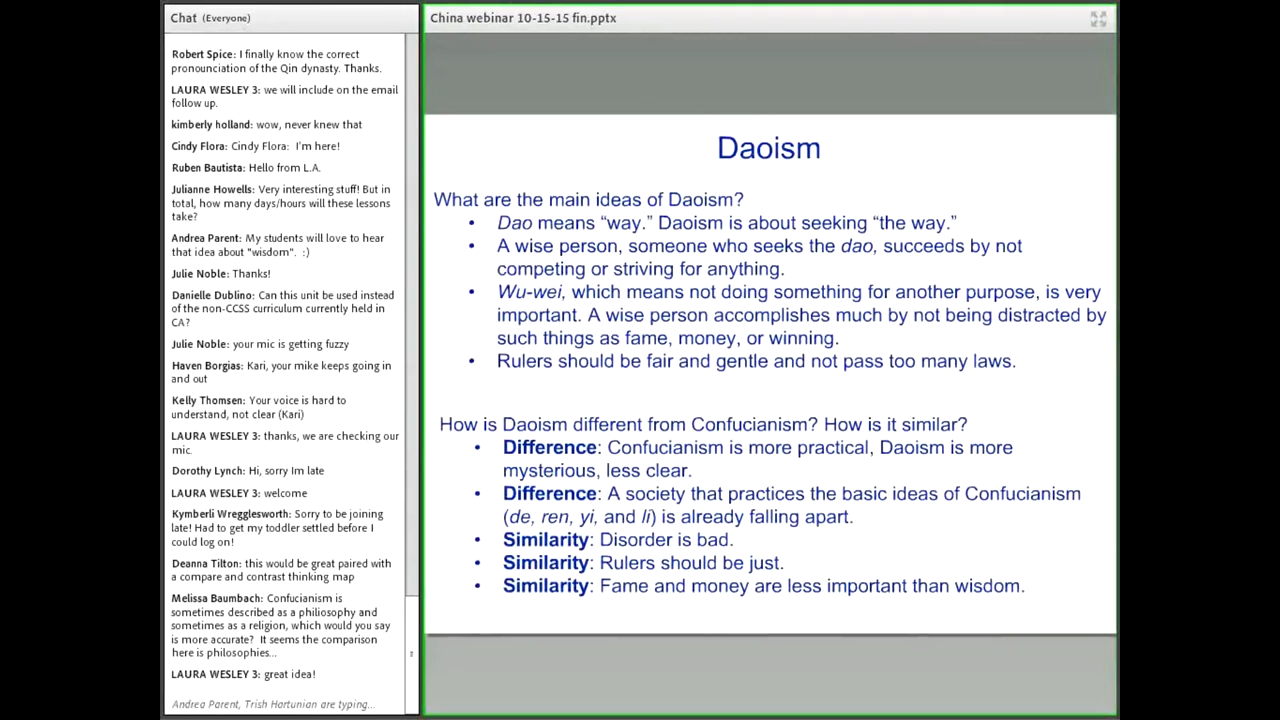 Chat (Everyone)
Robert Spice: I finally know the correct
pronounciation of the Qin dynasty. Thanks.
LAURA WESLEY 3: we will include on the email
follow up.
kimberly holland: wow, never knew that
Cindy Flora: Cindy Flora: I'm here!
Ruben Bautista: Hello from L.A.
Julianne Howells: Very interesting stuff! But in
total, how many days/hours will these lessons
take?
Andrea Parent: My students will love to hear
that idea about "wisdom". :)
Julie Noble: Thanks!
Danielle Dublino: Can this unit be used instead
of the non-CCSS curriculum currently held in
CA?
Julie Noble: your mic is getting fuzzy
Haven Borgias: Kari, your mike keeps going in
and out
Kelly Thomsen: Your voice is hard to
understand, not clear (Kari)
LAURA WESLEY 3: thanks, we are checking our
mic.
Dorothy Lynch: Hi, sorry Im late
LAURA WESLEY 3: welcome
Kymberli Wregglesworth: Sorry to be joining
late! Had to get my toddler settled before I
could log on!
Deanna Tilton: this would be great paired with
a compare and contrast thinking map
Melissa Baumbach: Confucianism is
sometimes described as a philiosophy and
sometimes as a religion, which would you say
is more accurate? It seems the comparison
here is philosophies...
LAURA WESLEY 3: great idea!
Andrea Parent, Trish Hartunian are typing...
China webinar 10-15-15 fin.pptx
Daoism
What are the main ideas of Daoism?
• Dao means “way.” Daoism is about seeking “the way.”
• A wise person, someone who seeks the dao, succeeds by not
competing or striving for anything.
• Wu-wei, which means not doing something for another purpose, is very
important. A wise person accomplishes much by not being distracted by
such things as fame, money, or winning.
• Rulers should be fair and gentle and not pass too many laws.
How is Daoism different from Confucianism? How is it similar?
• Difference: Confucianism is more practical, Daoism is more
mysterious, less clear.
• Difference: A society that practices the basic ideas of Confucianism
(de, ren, yi, and li) is already falling apart.
• Similarity: Disorder is bad.
• Similarity: Rulers should be just.
• Similarity: Fame and money are less important than wisdom.